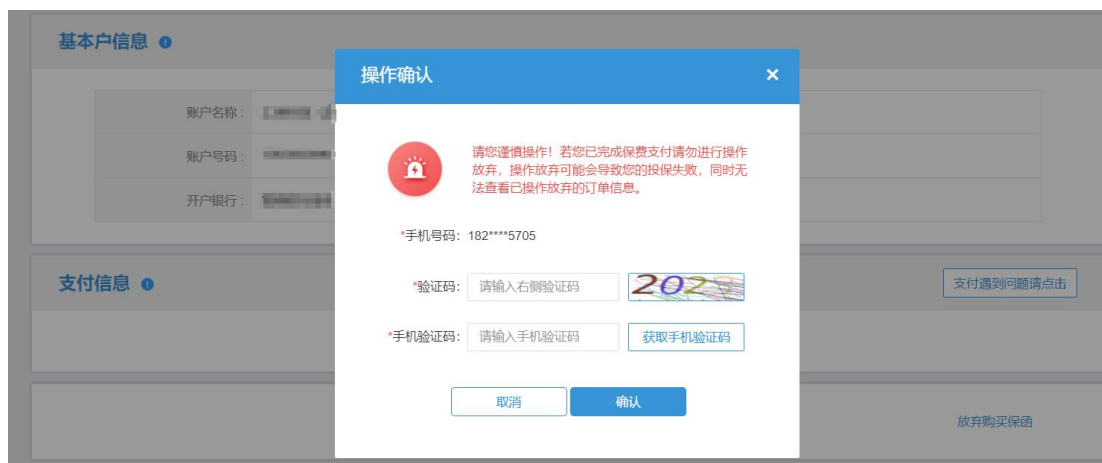 基本户信息
操作确认
账户名称：
账户号码：
开户银行：
请您谨慎操作！若您已完成保费支付请勿进行操作
放弃，操作放弃可能会导致您的投保失败，同时无
法查看已操作放弃的订单信息。
*手机号码：182****5705
支付信息
支付遇到问题请点击
*验证码：请输入右侧验证码
*手机验证码：请输入手机验证码 获取手机验证码
取消 确认
放弃购买保函